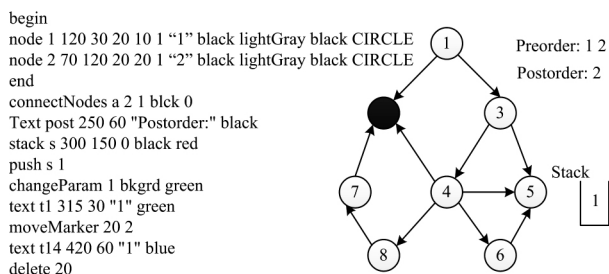 begin
node 1 120 30 20 10 1 “1” black lightGray black CIRCLE
node 2 70 120 20 20 1 “2” black lightGray black CIRCLE
end
connectNodes a 2 1 blck 0
Text post 250 60 "Postorder:" black
stack s 300 150 0 black red
push s 1
changeParam 1 bkgrd green
text t1 315 30 "1" green
moveMarker 20 2
text t14 420 60 "1" blue
delete 20
1
Preorder: 1 2
Postorder: 2
3
Stack
7
4
5
1
8
6